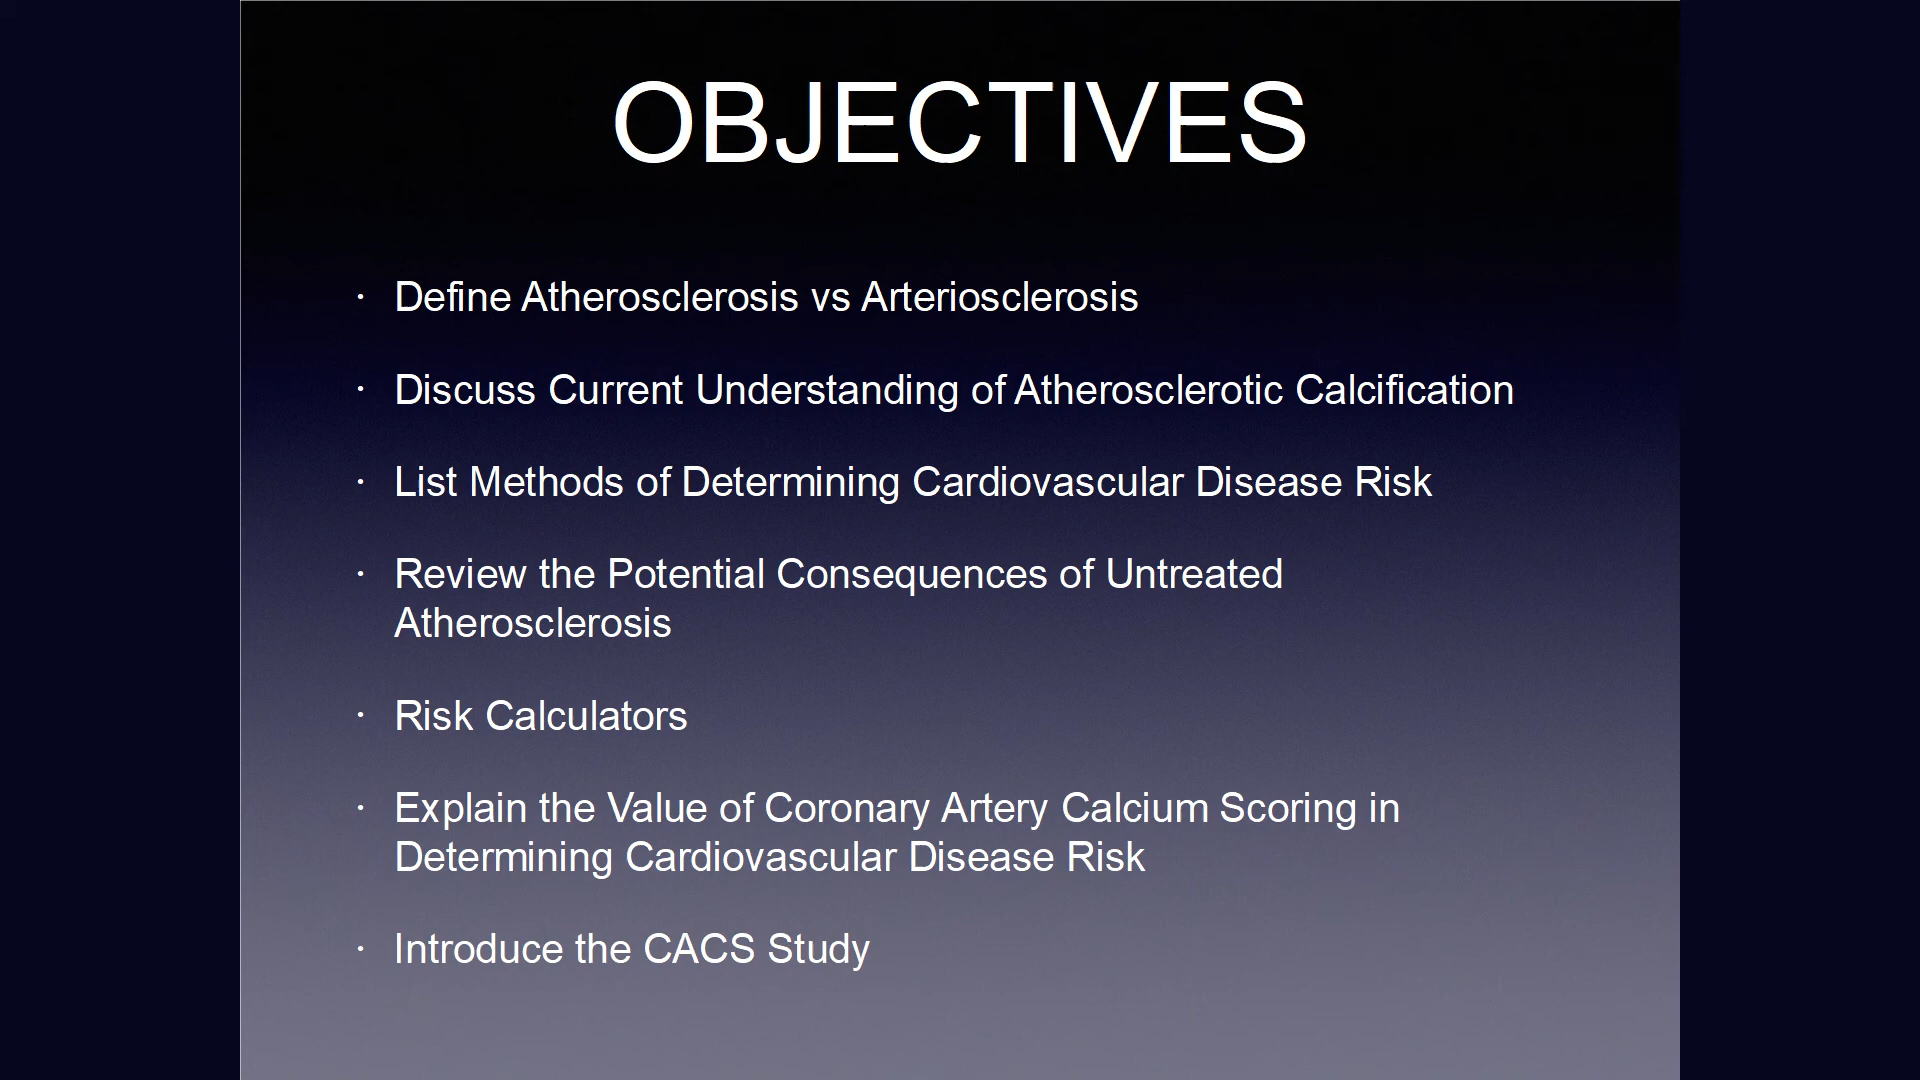 OBJECTIVES
· Define Atherosclerosis vs Arteriosclerosis
· Discuss Current Understanding of Atherosclerotic Calcification
· List Methods of Determining Cardiovascular Disease Risk
· Review the Potential Consequences of Untreated
Atherosclerosis
· Risk Calculators
· Explain the Value of Coronary Artery Calcium Scoring in
Determining Cardiovascular Disease Risk
· Introduce the CACS Study